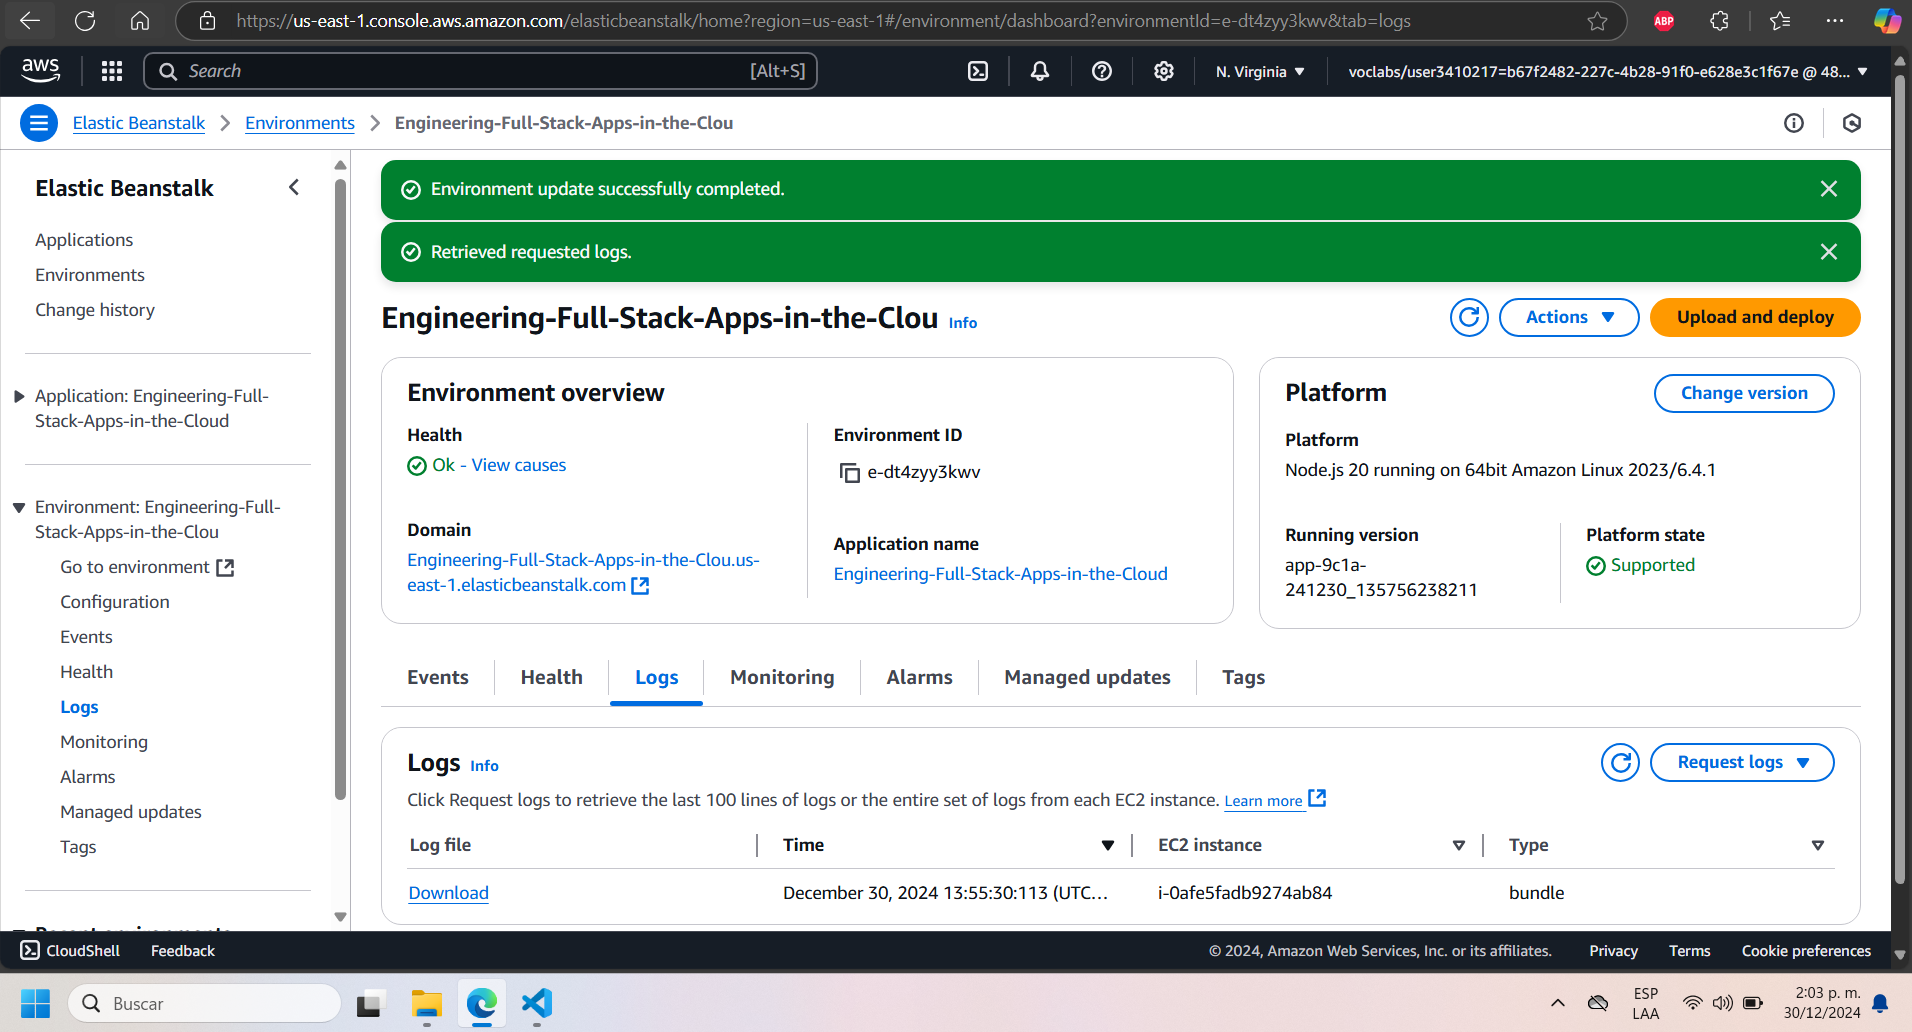 https://us-east-1.console.aws.amazon.com/elasticbeanstalk/home?region=us-east-1#/environment/dashboard?environmentId=e-dt4zyy3kwv&tab=logs
ABP
aws
Search
[Alt+S]
N. Virginia
voclabs/user3410217=b67f2482-227c-4b28-91f0-e628e3c1f67e @ 48...
Elastic Beanstalk
Environments
Engineering-Full-Stack-Apps-in-the-Clou
Elastic Beanstalk
Applications
Environments
Change history
Application: Engineering-Full-
Stack-Apps-in-the-Cloud
Environment: Engineering-Full-
Stack-Apps-in-the-Clou
Go to environment
Configuration
Events
Health
Logs
Monitoring
Alarms
Managed updates
Tags
Environment update successfully completed.
Retrieved requested logs.
Engineering-Full-Stack-Apps-in-the-Clou Info
Actions
Upload and deploy
Environment overview
Health
Ok - View causes
Domain
Engineering-Full-Stack-Apps-in-the-Clou.us-
east-1.elasticbeanstalk.com
Environment ID
e-dt4zyy3kwv
Application name
Engineering-Full-Stack-Apps-in-the-Cloud
Platform
Change version
Platform
Node.js 20 running on 64bit Amazon Linux 2023/6.4.1
Running version
app-9c1a-
241230_135756238211
Platform state
Supported
Events
Health
Logs
Monitoring
Alarms
Managed updates
Tags
Logs Info
Request logs
Click Request logs to retrieve the last 100 lines of logs or the entire set of logs from each EC2 instance. Learn more
Log file
Time
EC2 instance
Type
Download
December 30, 2024 13:55:30:113 (UTC...
i-0afe5fadb9274ab84
bundle
CloudShell
Feedback
© 2024, Amazon Web Services, Inc. or its affiliates.
Privacy
Terms
Cookie preferences
Buscar
ESP
LAA
2:03 p. m.
30/12/2024